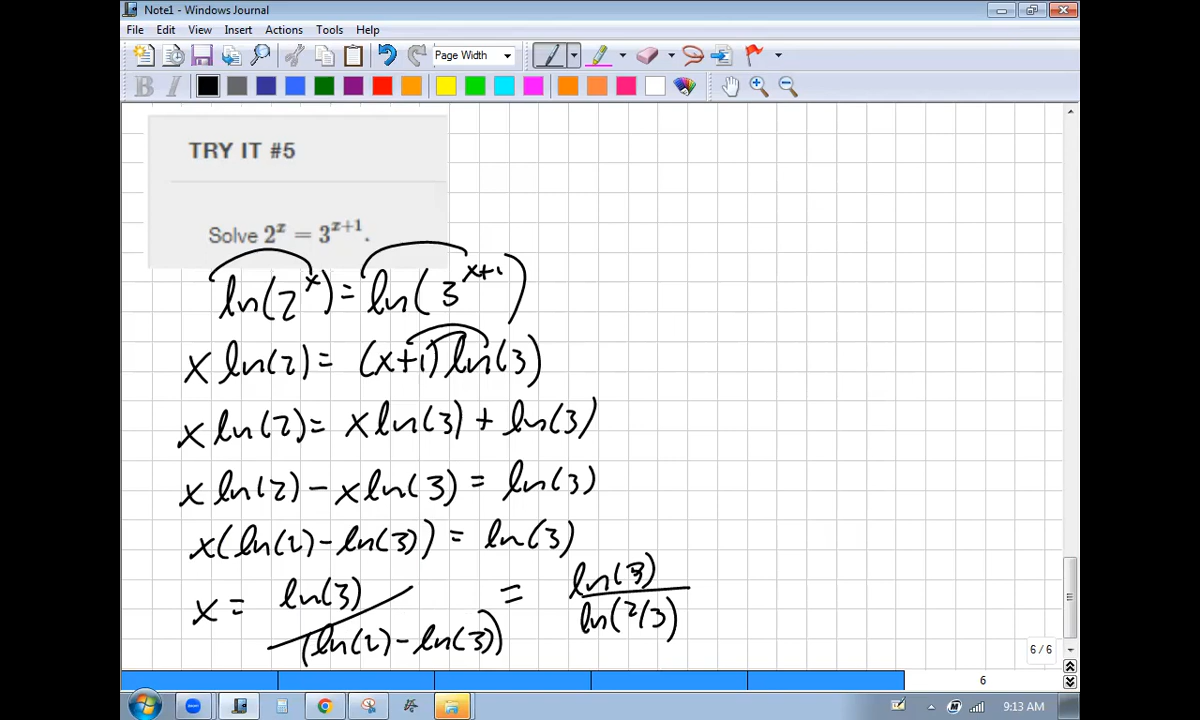 Note1 - Windows Journal
File Edit View Insert Actions Tools Help
Page Width
B I
TRY IT #5
Solve 2^x = 3^{x+1}.
ln(2^x) = ln(3^{x+1})
x ln(2) = (x+1) ln(3)
x ln(2) = x ln(3) + ln(3)
x ln(2) - x ln(3) = ln(3)
x(ln(2) - ln(3)) = ln(3)
x = ln(3) / (ln(2) - ln(3)) = ln(3) / ln(2/3)
6 / 6
6
9:13 AM